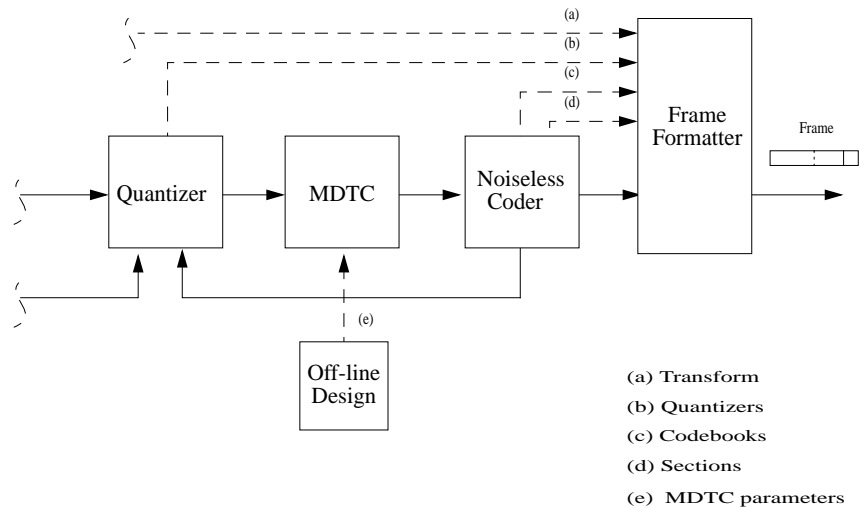 (a)
(b)
(c)
(d)
Frame
Formatter
Frame
Quantizer
MDTC
Noiseless
Coder
(e)
Off-line
Design
(a) Transform
(b) Quantizers
(c) Codebooks
(d) Sections
(e) MDTC parameters